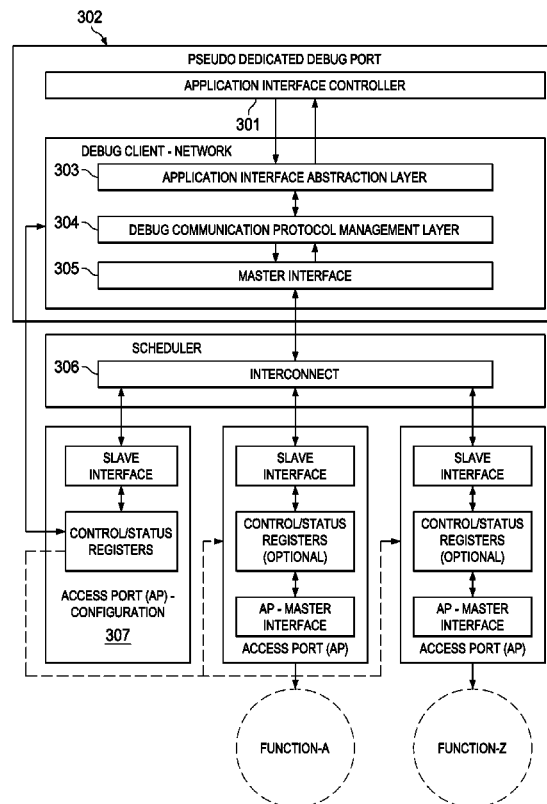 302
PSEUDO DEDICATED DEBUG PORT
APPLICATION INTERFACE CONTROLLER
301
DEBUG CLIENT - NETWORK
303
APPLICATION INTERFACE ABSTRACTION LAYER
304
DEBUG COMMUNICATION PROTOCOL MANAGEMENT LAYER
305
MASTER INTERFACE
SCHEDULER
306
INTERCONNECT
SLAVE
INTERFACE
CONTROL/STATUS
REGISTERS
ACCESS PORT (AP) -
CONFIGURATION
307
SLAVE
INTERFACE
CONTROL/STATUS
REGISTERS
(OPTIONAL)
AP - MASTER
INTERFACE
ACCESS PORT (AP)
SLAVE
INTERFACE
CONTROL/STATUS
REGISTERS
(OPTIONAL)
AP - MASTER
INTERFACE
ACCESS PORT (AP)
FUNCTION-A
FUNCTION-Z